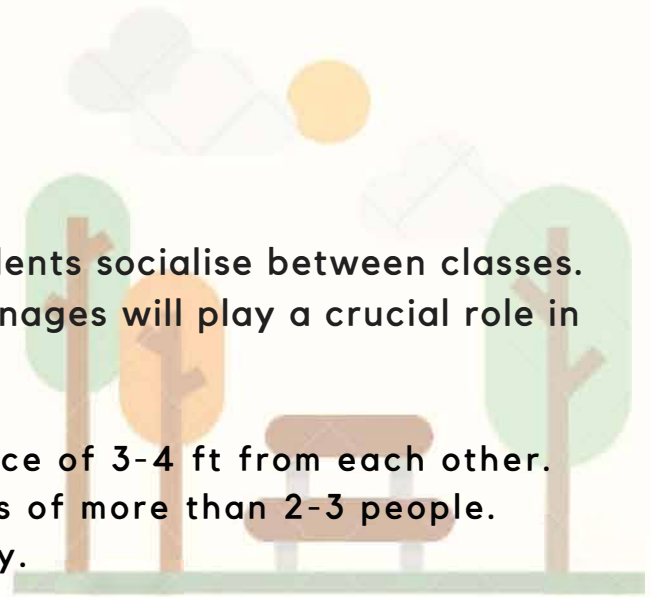 dents socialise between classes.
nages will play a crucial role in
ce of 3-4 ft from each other.
s of more than 2-3 people.
y.